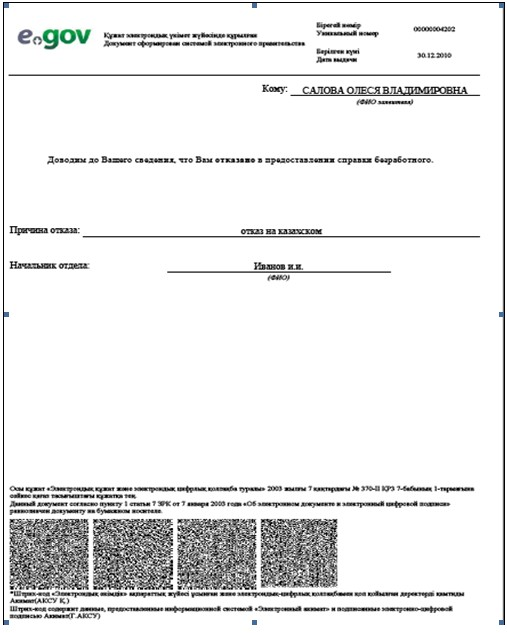 e.gov
Құжат электрондық үкімет жүйесінде құрылған
Документ сформирован системой электронного правительства
Бірегей нөмір
Уникальный номер
00000004202
Берілген күні
Дата выдачи
30.12.2010
Кому: САЛОВА ОЛЕСЯ ВЛАДИМИРОВНА
(ФИО заявителя)
Доводим до Вашего сведения, что Вам отказано в предоставлении справки безработного.
Причина отказа: отказ на казахском
Начальник отдела: Иванов и.и.
(ФИО)
Осы құжат «Электрондық құжат және электрондық цифрлық қолтаңба туралы» 2003 жылғы 7 қаңтардағы № 370-II ҚРЗ 7-бабының 1-тармағына
сәйкес қағаз тасығыштағы құжатқа тең.
Данный документ согласно пункту 1 статьи 7 ЗРК от 7 января 2003 года «Об электронном документе и электронной цифровой подписи»
равнозначен документу на бумажном носителе.
*Штрих-код «Электрондық әкімдік» ақпараттық жүйесі ұсынған және электрондық-цифрлық қолтаңбамен қол қойылған деректерді қамтиды
Әкімат(АКСУ Қ.)
Штрих-код содержит данные, предоставленные информационной системой «Электронный акимат» и подписанные электронно-цифровой
подписью Акимат(Г.АКСУ)